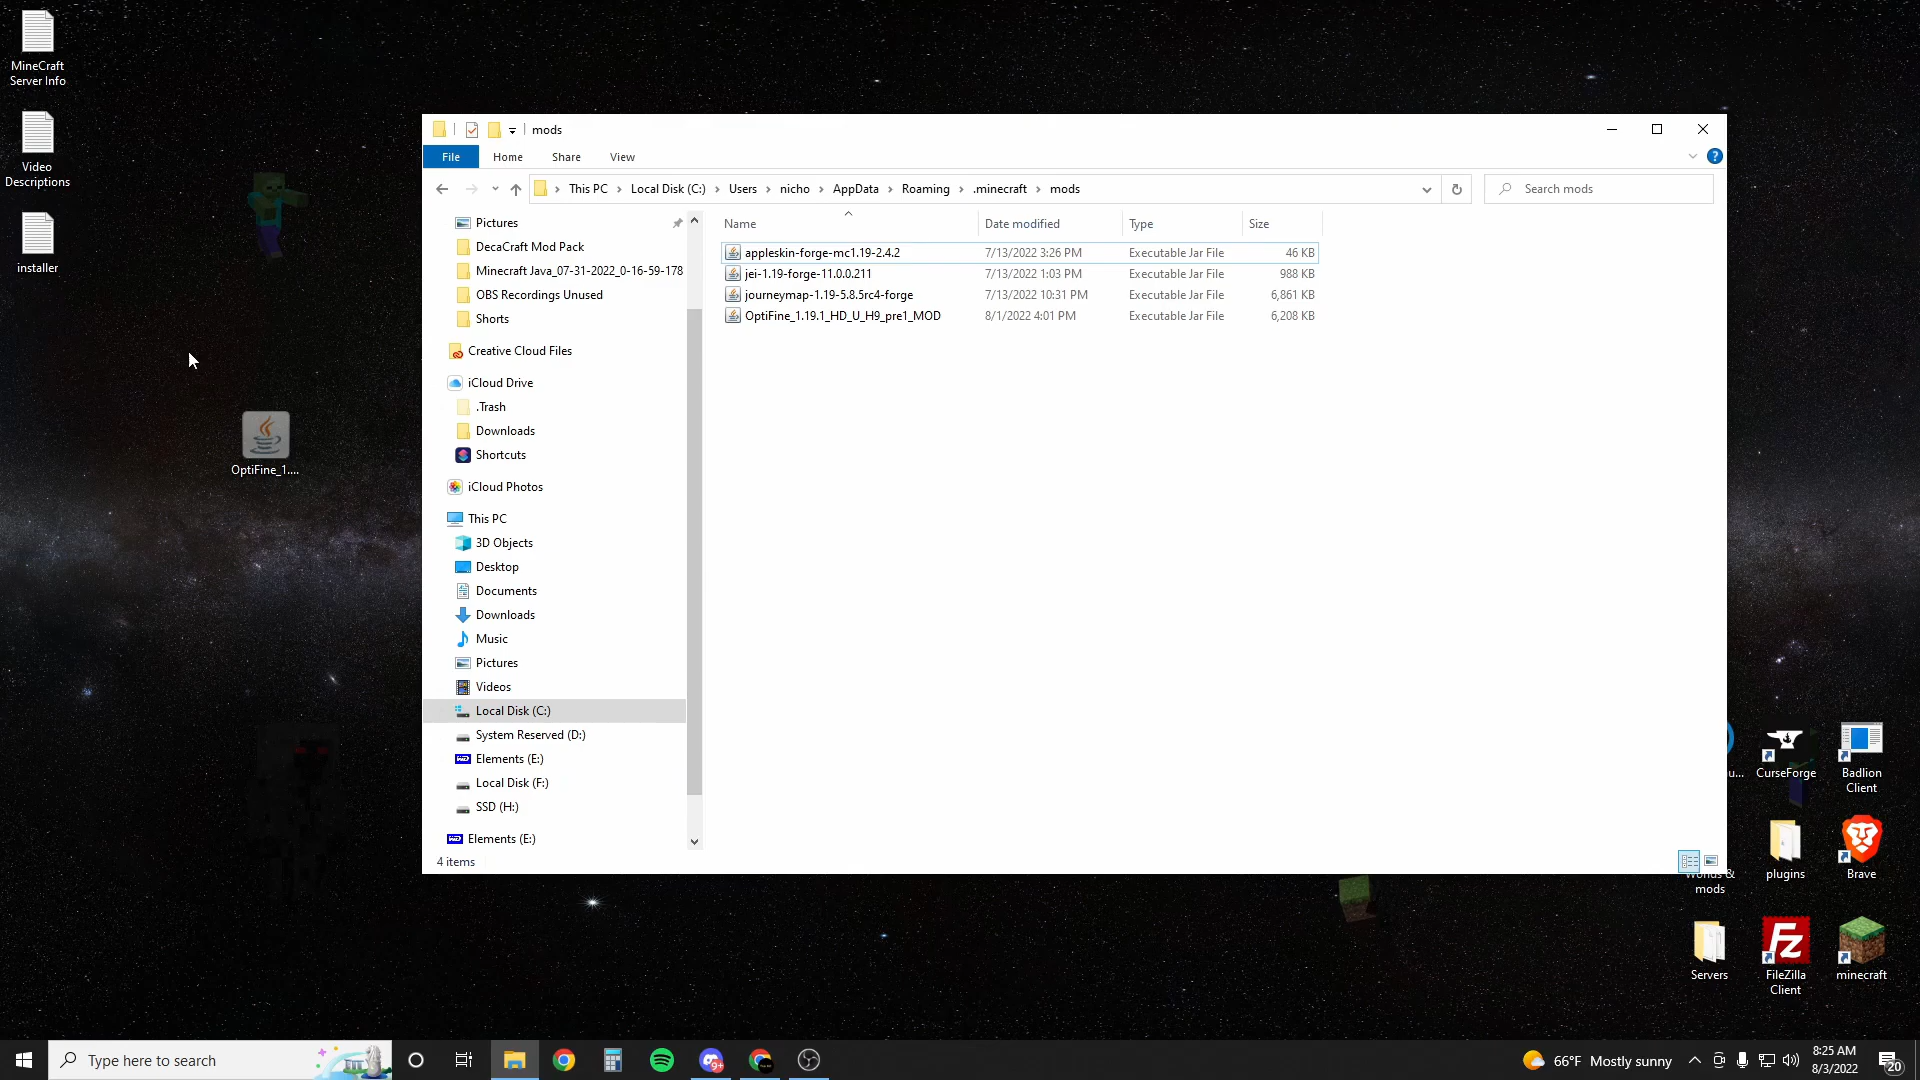 MineCraft
Server Info
Video
Descriptions
installer
OptiFine_1....
mods
File Home Share View
This PC › Local Disk (C:) › Users › nicho › AppData › Roaming › .minecraft › mods
Search mods
Name Date modified Type Size
appleskin-forge-mc1.19-2.4.2 7/13/2022 3:26 PM Executable Jar File 46 KB
jei-1.19-forge-11.0.0.211 7/13/2022 1:03 PM Executable Jar File 988 KB
journeymap-1.19-5.8.5rc4-forge 7/13/2022 10:31 PM Executable Jar File 6,861 KB
OptiFine_1.19.1_HD_U_H9_pre1_MOD 8/1/2022 4:01 PM Executable Jar File 6,208 KB
Pictures
DecaCraft Mod Pack
Minecraft Java_07-31-2022_0-16-59-178
OBS Recordings Unused
Shorts
Creative Cloud Files
iCloud Drive
.Trash
Downloads
Shortcuts
iCloud Photos
This PC
3D Objects
Desktop
Documents
Downloads
Music
Pictures
Videos
Local Disk (C:)
System Reserved (D:)
Elements (E:)
Local Disk (F:)
SSD (H:)
Elements (E:)
4 items
CurseForge
Badlion
Client
mods
plugins
Brave
Servers
FileZilla
Client
minecraft
Type here to search
66°F Mostly sunny
8:25 AM
8/3/2022
20